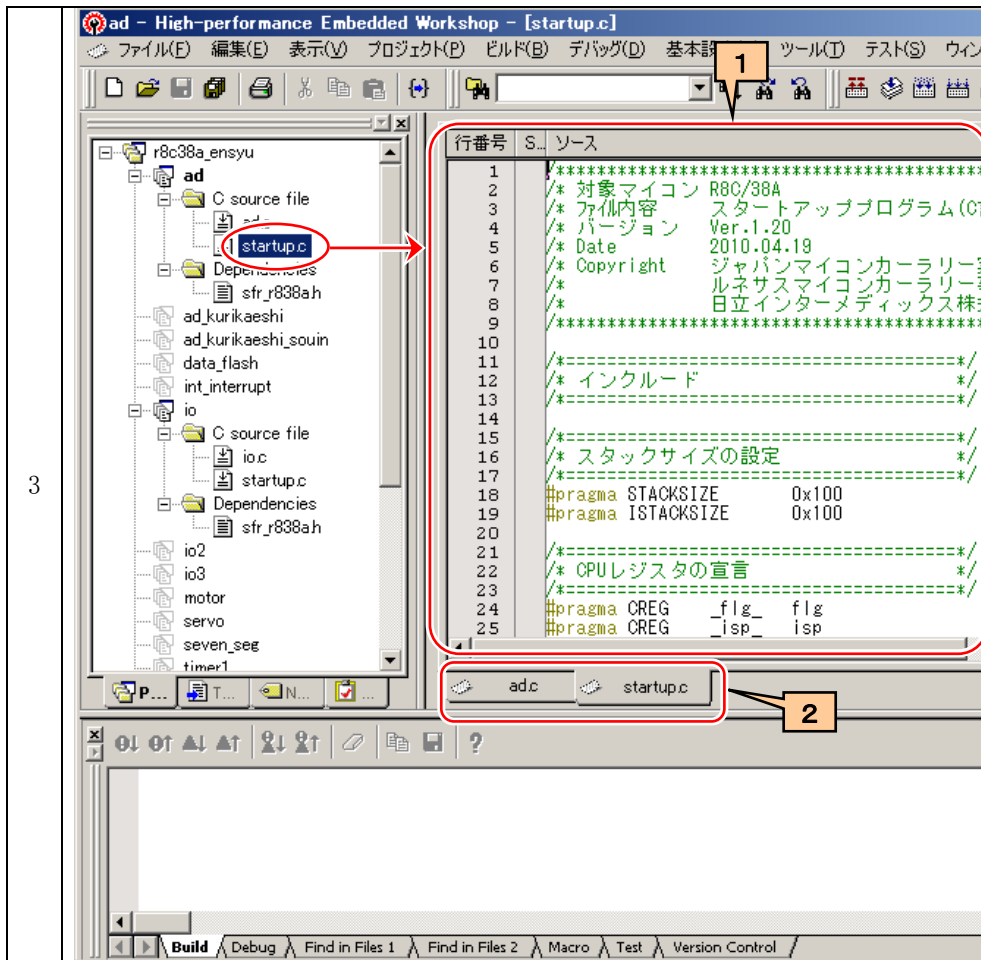 3
ad - High-performance Embedded Workshop - [startup.c]
ファイル(F) 編集(E) 表示(V) プロジェクト(P) ビルド(B) デバッグ(D) 基本設 ツール(T) テスト(S) ウィン
1
r8c38a_ensyu
ad
C source file
startup.c
Dependencies
sfr_r838a.h
ad_kurikaeshi
ad_kurikaeshi_souin
data_flash
int_interrupt
io
C source file
io.c
startup.c
Dependencies
sfr_r838a.h
io2
io3
motor
servo
seven_seg
timer1
P... T... N... ...
行番号 S... ソース
1 /****************************************************
2 /* 対象マイコン R8C/38A
3 /* ファイル内容 スタートアッププログラム(C
4 /* バージョン Ver.1.20
5 /* Date 2010.04.19
6 /* Copyright ジャパンマイコンカーラリー
7 /* ルネサスマイコンカーラリー
8 /* 日立インターメディックス株
9 /****************************************************
10
11 /*======================================*/
12 /* インクルード */
13 /*======================================*/
14
15 /*======================================*/
16 /* スタックサイズの設定 */
17 /*======================================*/
18 #pragma STACKSIZE 0x100
19 #pragma ISTACKSIZE 0x100
20
21 /*======================================*/
22 /* CPUレジスタの宣言 */
23 /*======================================*/
24 #pragma CREG _flg_ flg
25 #pragma CREG _isp_ isp
ad.c startup.c
2
Build Debug Find in Files 1 Find in Files 2 Macro Test Version Control